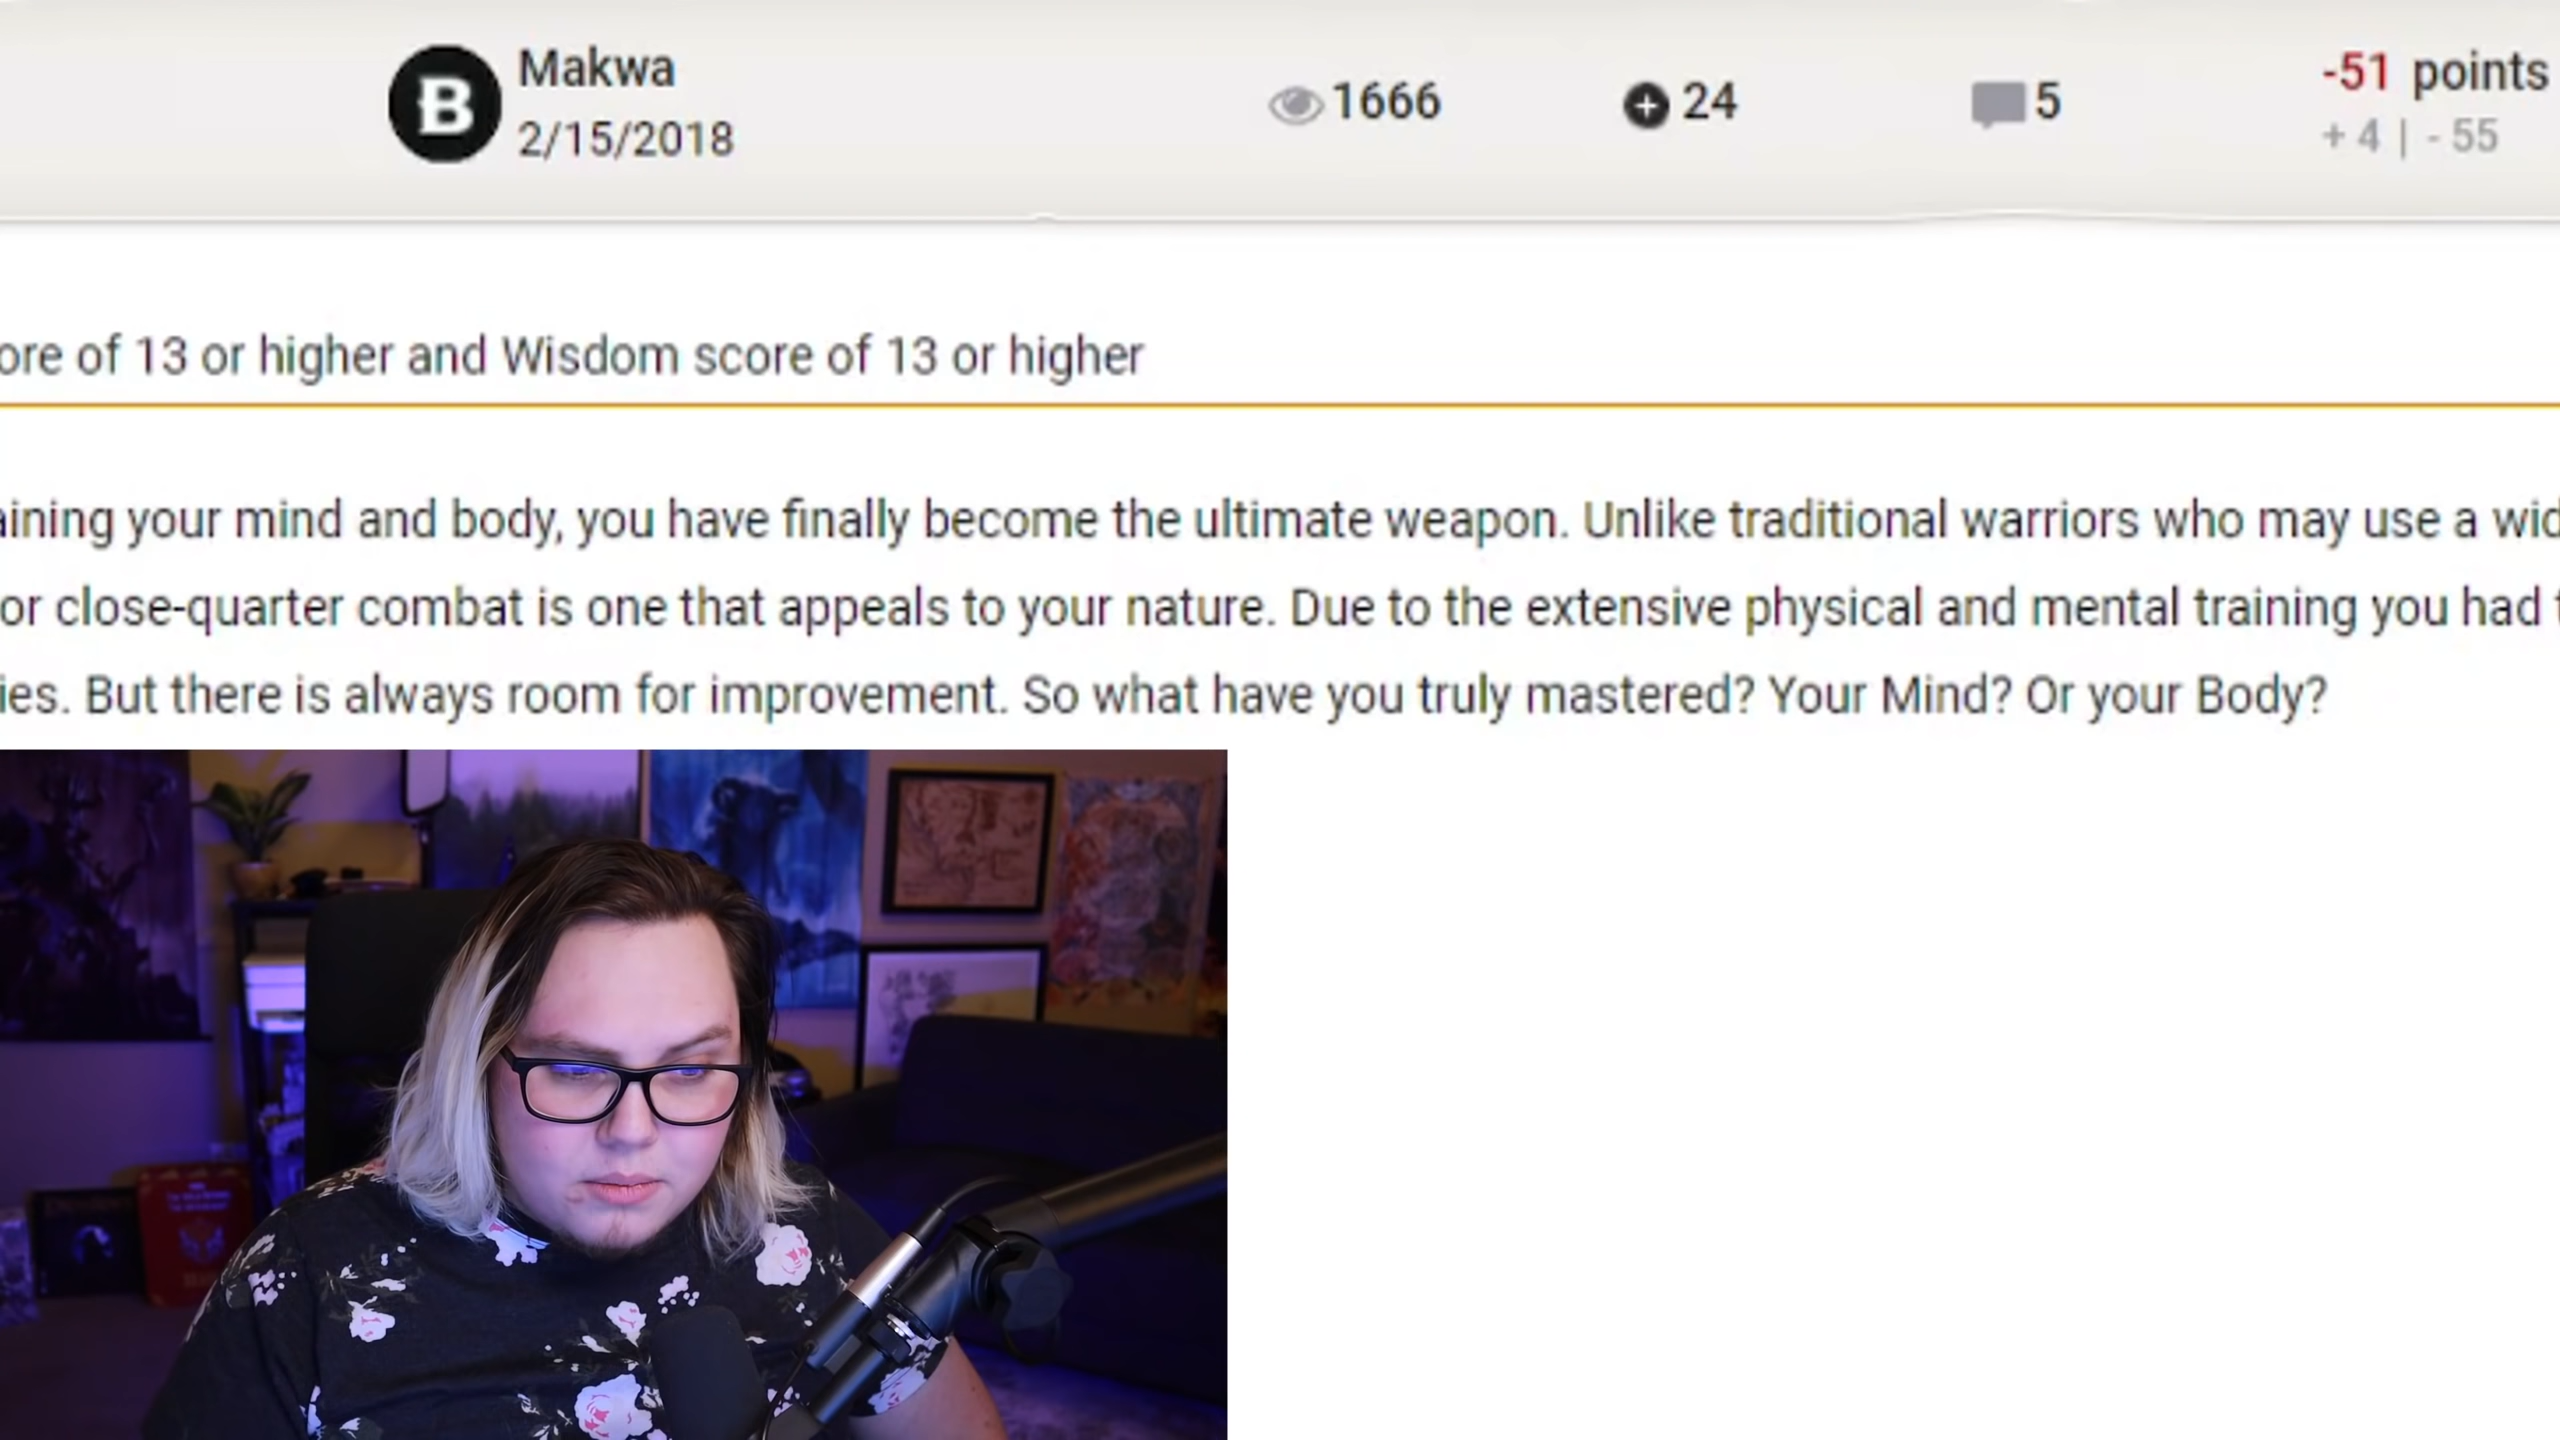 B
Makwa
2/15/2018
1666
24
5
-51 points
+ 4 | - 55
ore of 13 or higher and Wisdom score of 13 or higher
aining your mind and body, you have finally become the ultimate weapon. Unlike traditional warriors who may use a wid
or close-quarter combat is one that appeals to your nature. Due to the extensive physical and mental training you had t
ies. But there is always room for improvement. So what have you truly mastered? Your Mind? Or your Body?